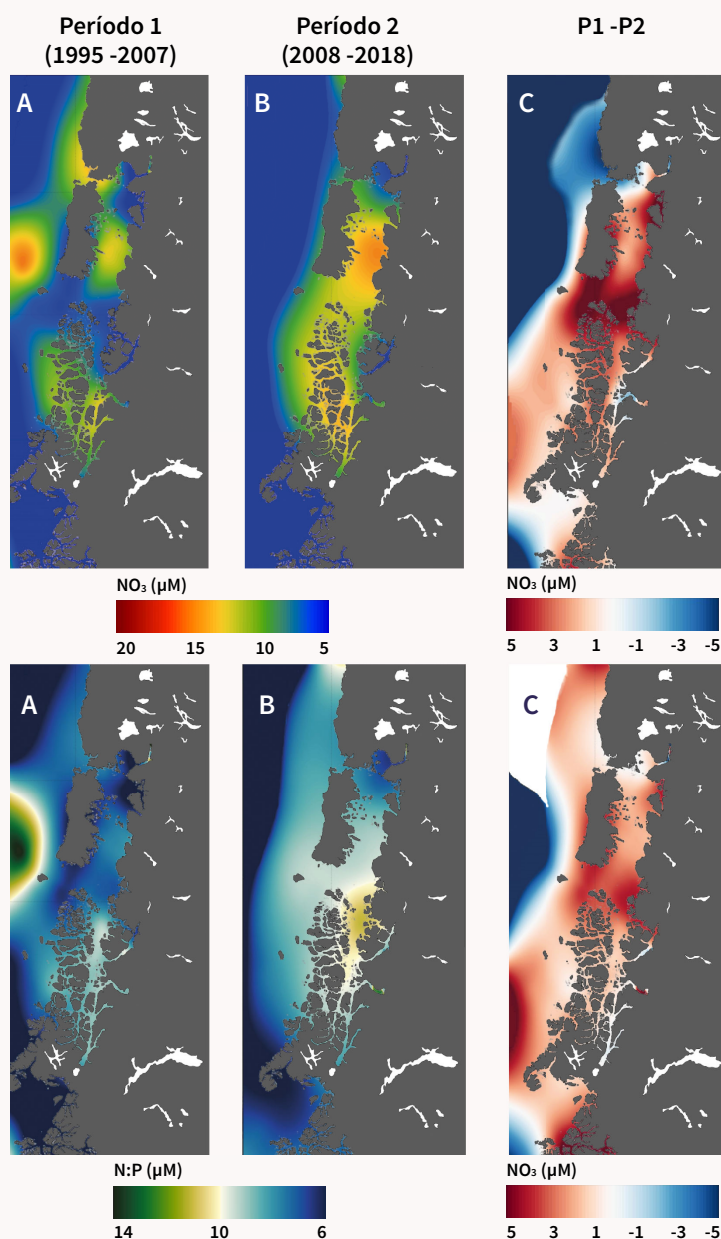 Período 1
(1995 -2007)
Período 2
(2008 -2018)
P1 -P2
A
B
C
NO₃ (µM)
20 15 10 5
NO₃ (µM)
5 3 1 -1 -3 -5
A
B
C
N:P (µM)
14 10 6
NO₃ (µM)
5 3 1 -1 -3 -5